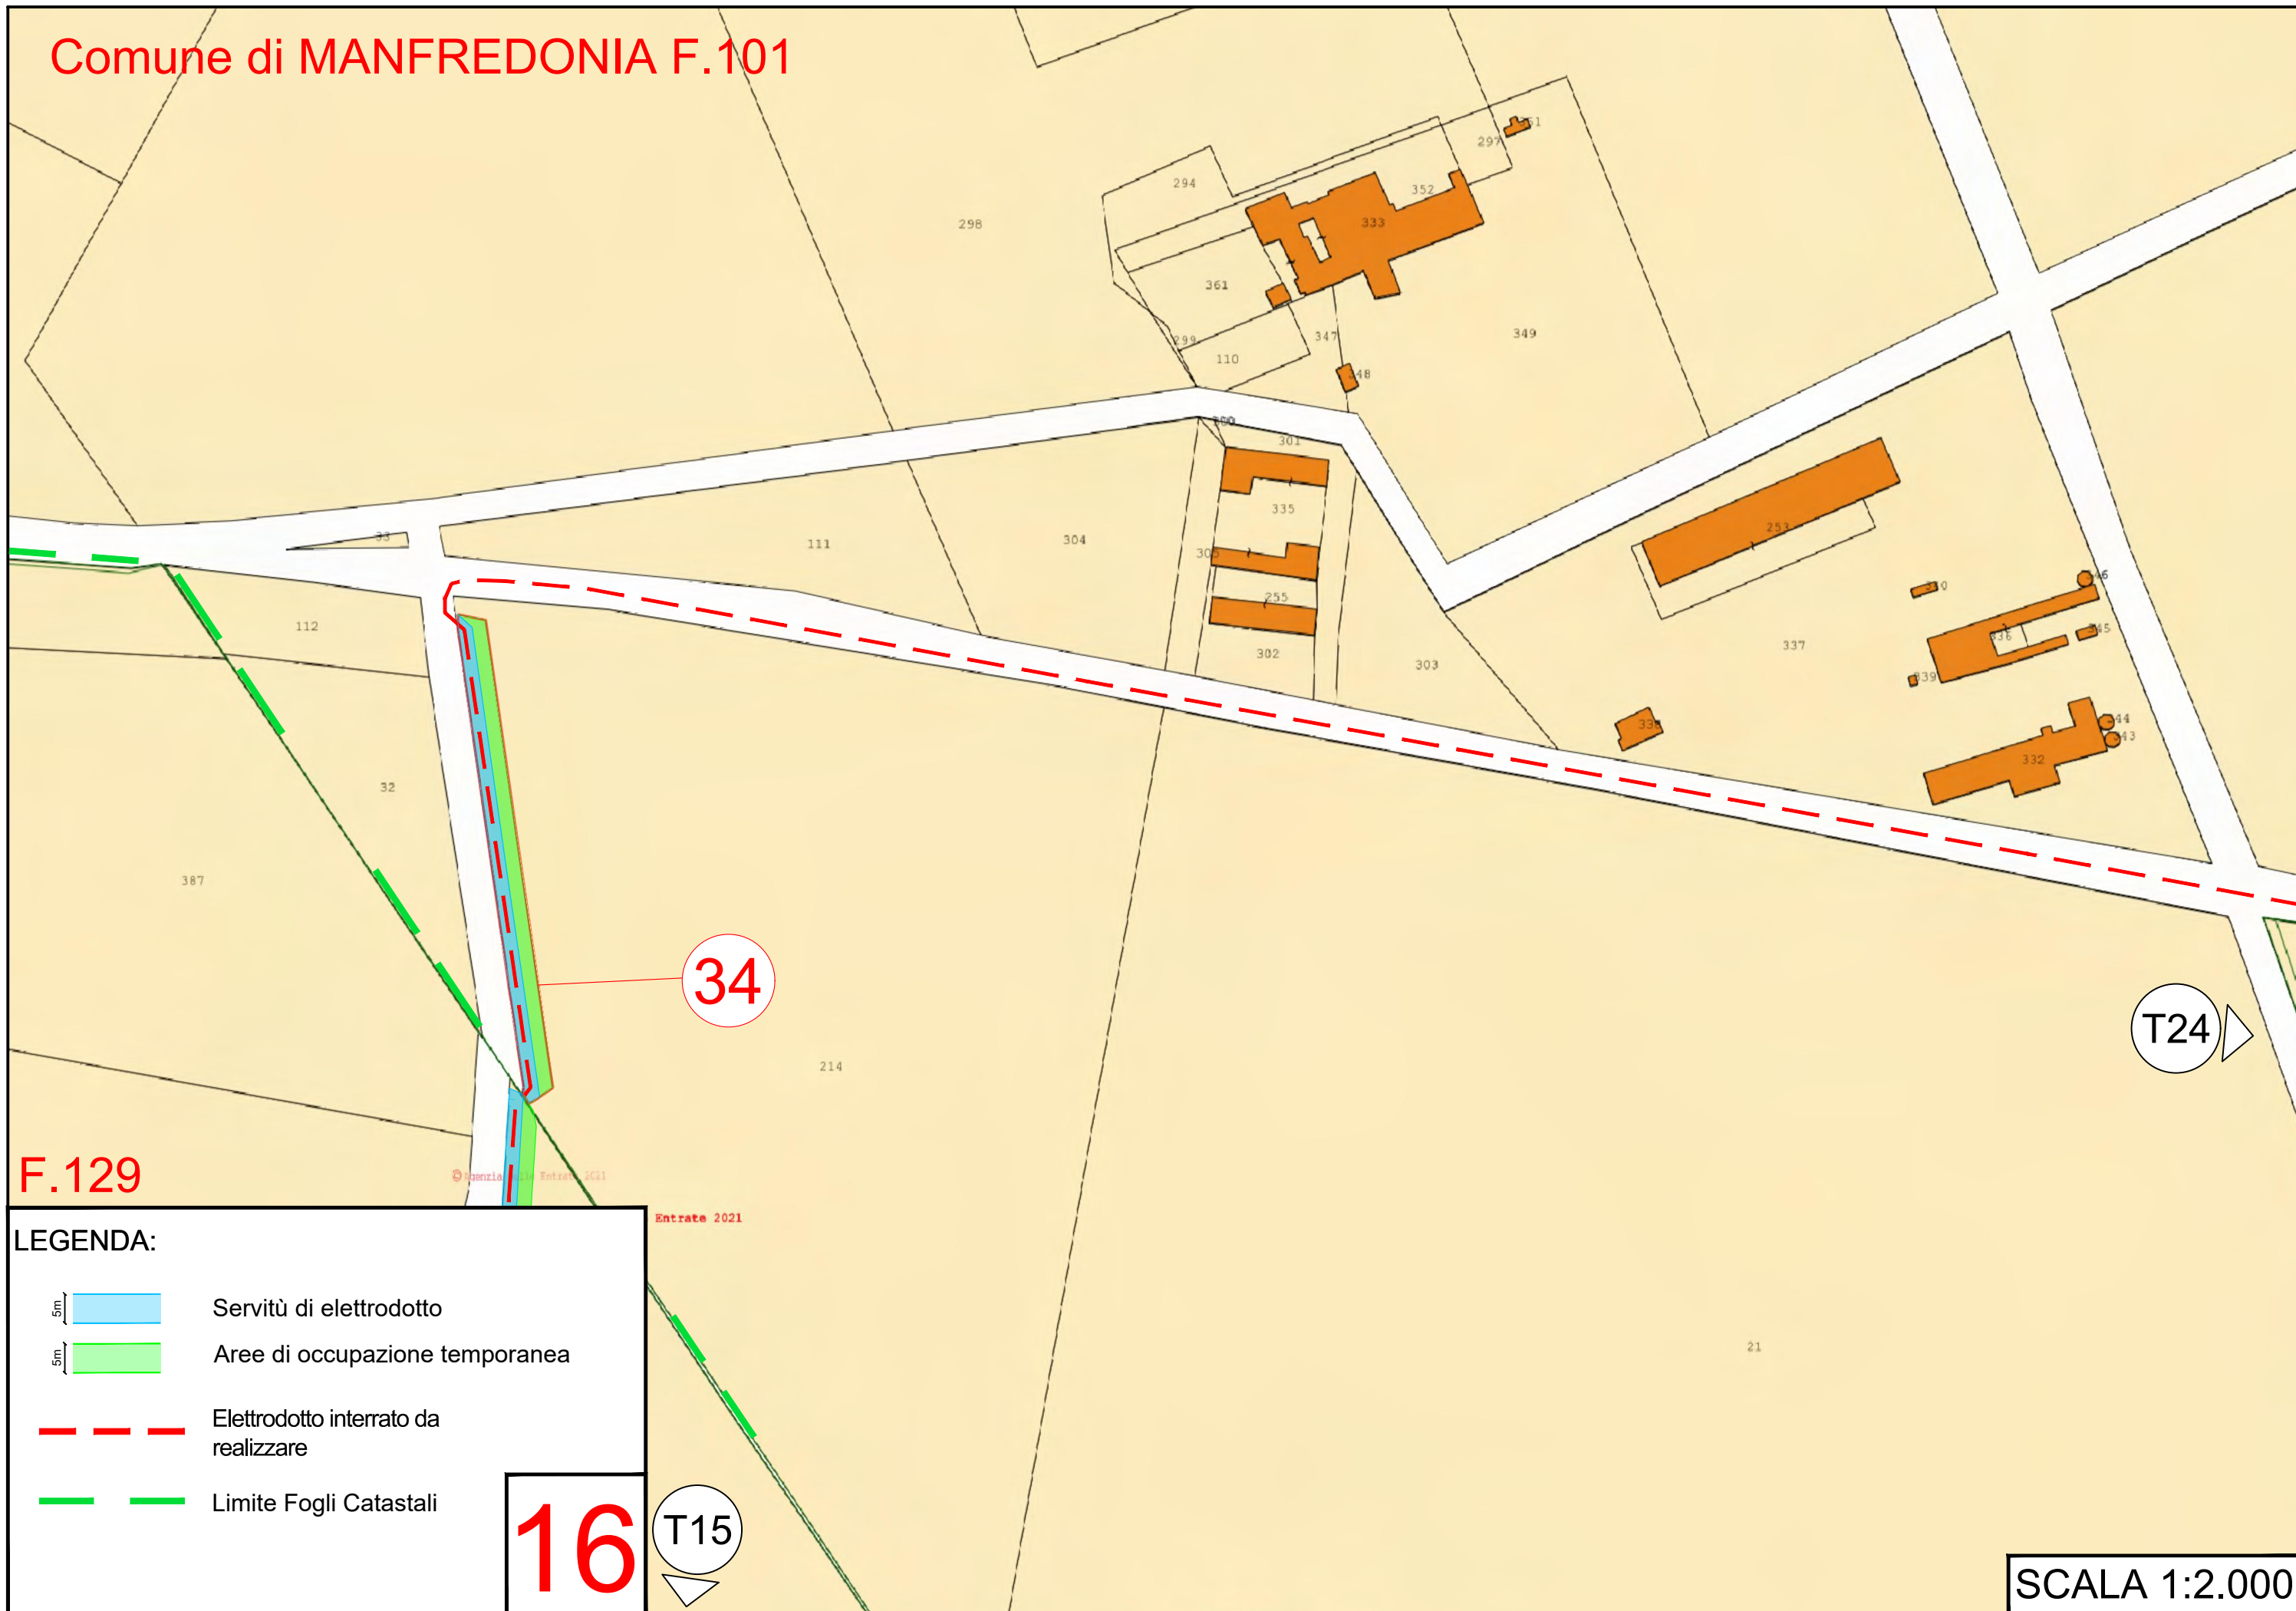 Comune di MANFREDONIA F.101
297
294
352
298
333
361
349
347
299
110
348
301
335
253
33
111
304
255
112
302
303
337
345
332
32
387
34
T24
214
F.129
Entrate 2021
21
LEGENDA:
5m Servitù di elettrodotto
5m Aree di occupazione temporanea
Elettrodotto interrato da
realizzare
Limite Fogli Catastali
16
T15
SCALA 1:2.000